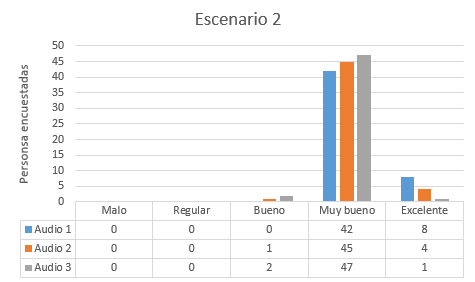 Escenario 2
Personsa encuestadas
50
45
40
35
30
25
20
15
10
5
0
Malo Regular Bueno Muy bueno Excelente
Audio 1 0 0 0 42 8
Audio 2 0 0 1 45 4
Audio 3 0 0 2 47 1